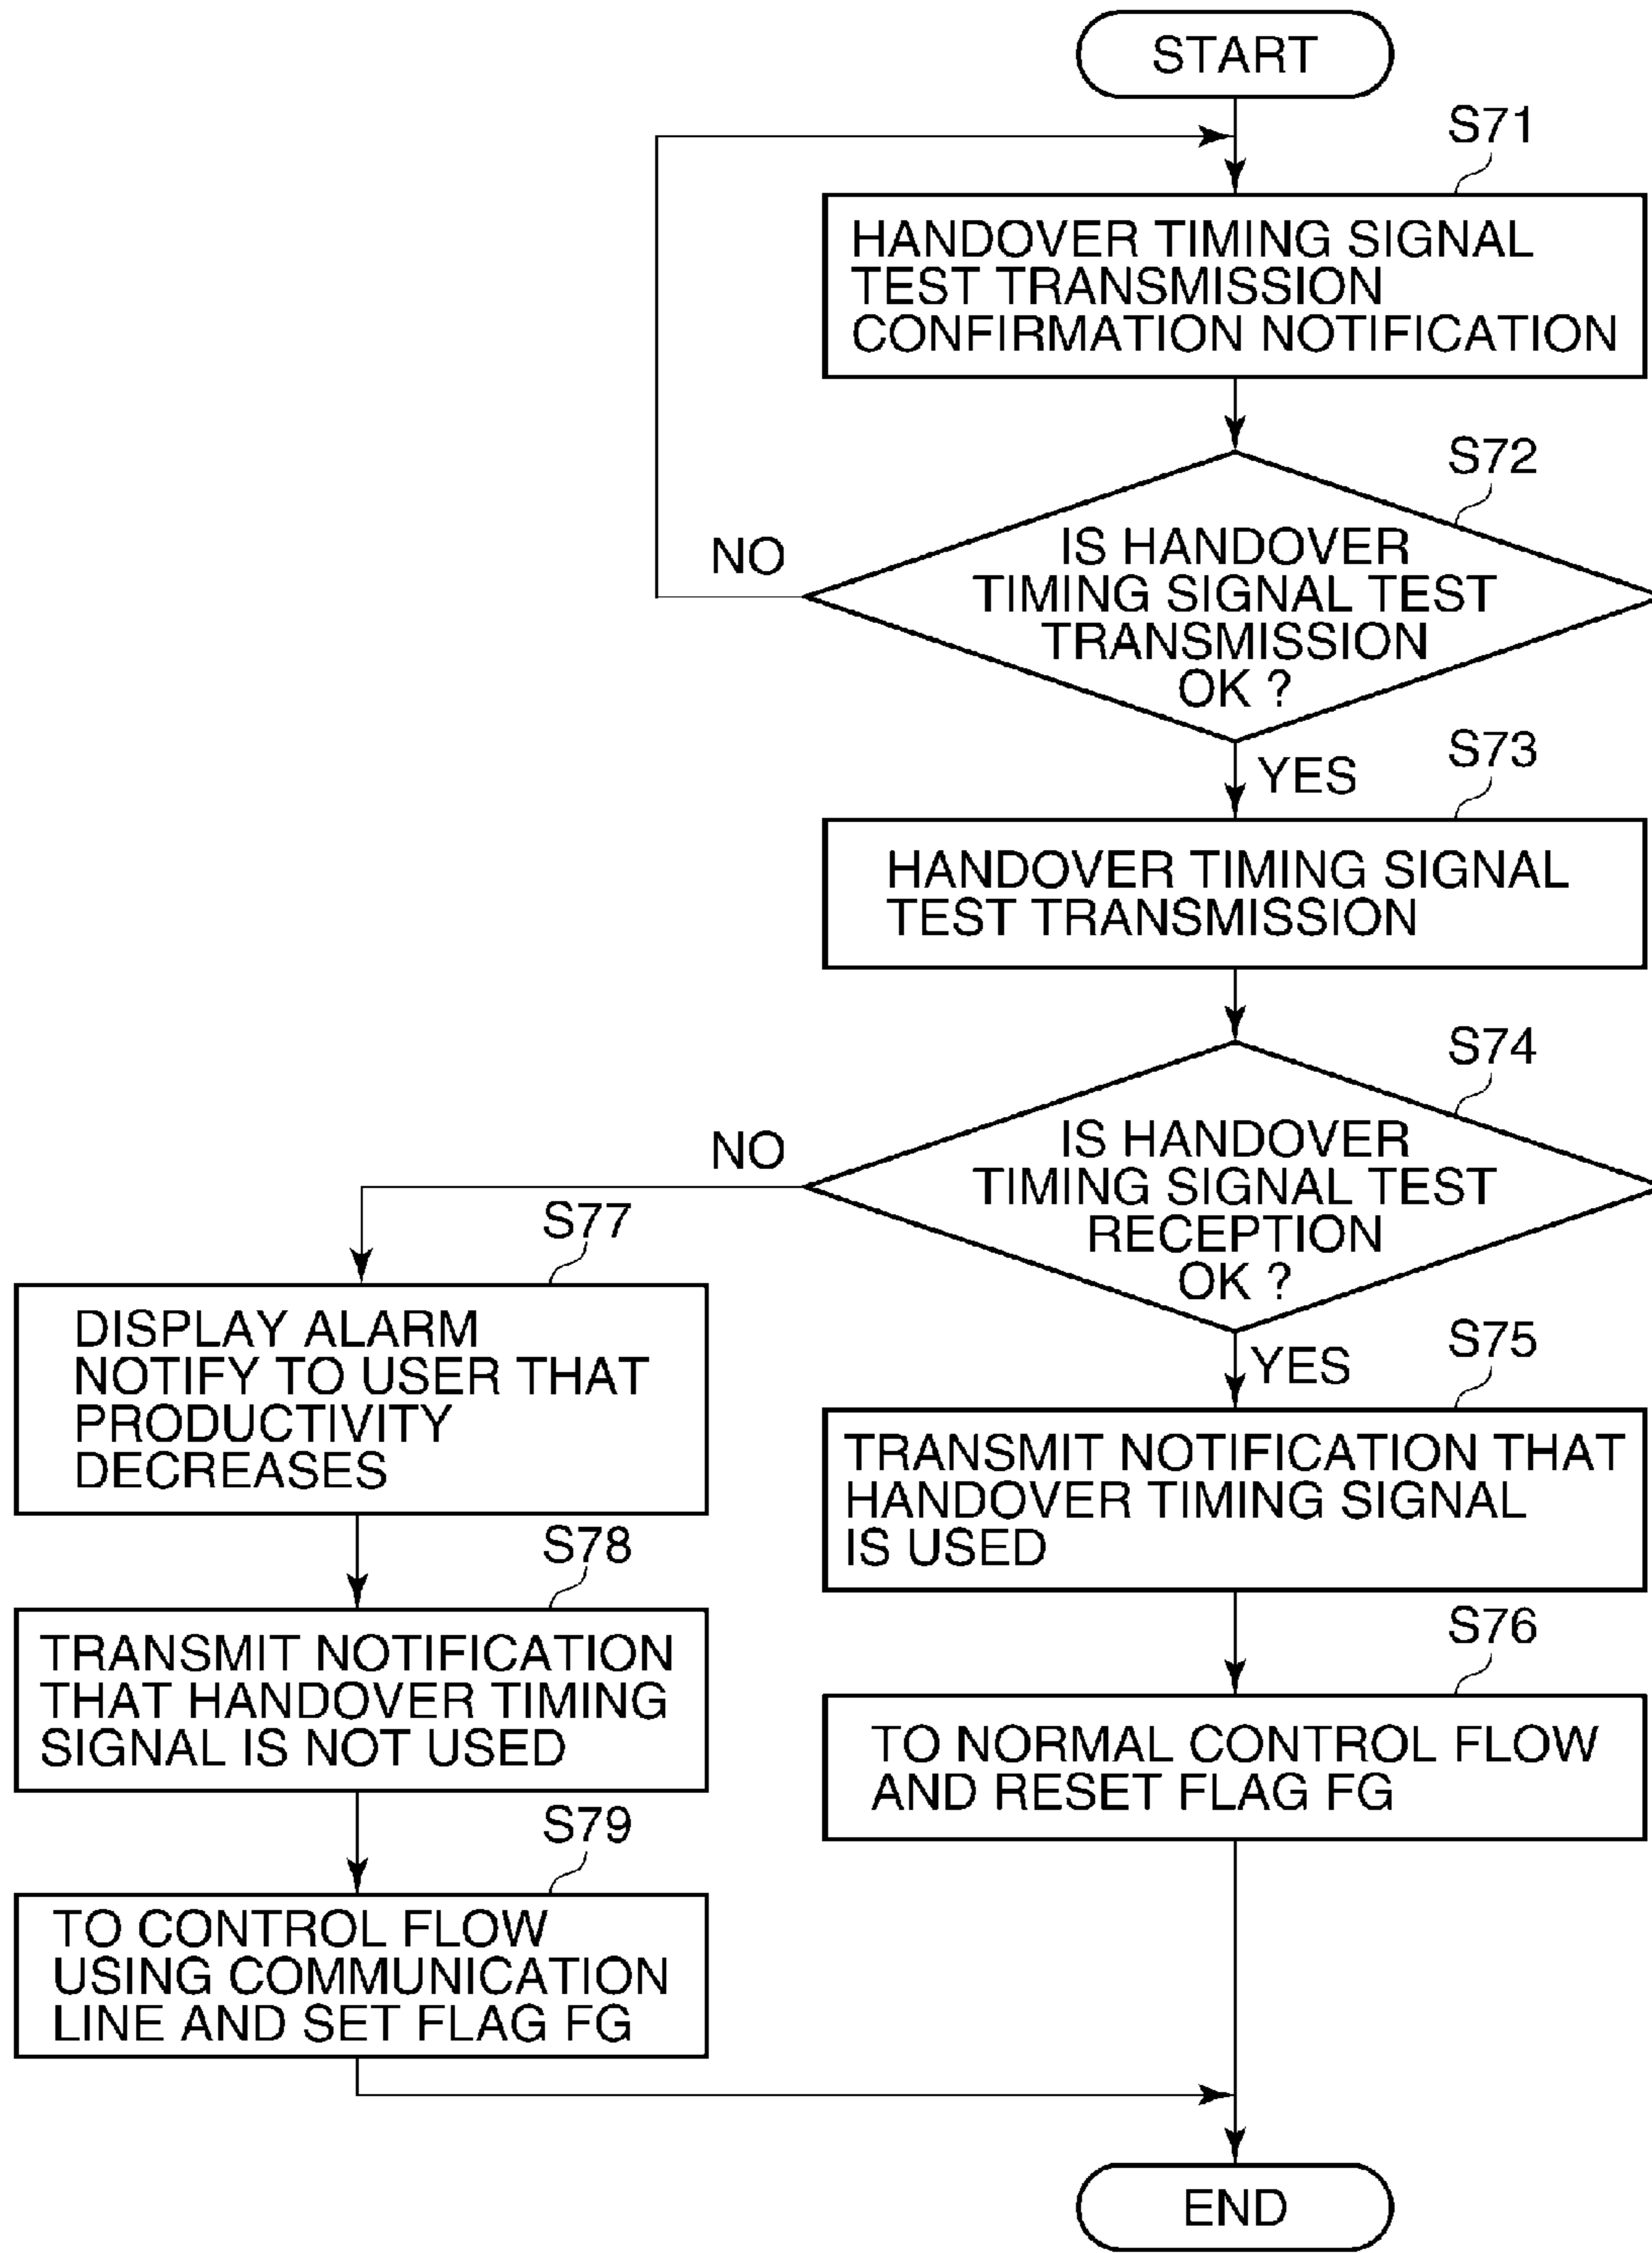 START
S71
HANDOVER TIMING SIGNAL
TEST TRANSMISSION
CONFIRMATION NOTIFICATION
S72
IS HANDOVER
TIMING SIGNAL TEST
TRANSMISSION
OK ?
NO
YES
S73
HANDOVER TIMING SIGNAL
TEST TRANSMISSION
S74
IS HANDOVER
TIMING SIGNAL TEST
RECEPTION
OK ?
NO
YES
S75
TRANSMIT NOTIFICATION THAT
HANDOVER TIMING SIGNAL
IS USED
S76
TO NORMAL CONTROL FLOW
AND RESET FLAG FG
S77
DISPLAY ALARM
NOTIFY TO USER THAT
PRODUCTIVITY
DECREASES
S78
TRANSMIT NOTIFICATION
THAT HANDOVER TIMING
SIGNAL IS NOT USED
S79
TO CONTROL FLOW
USING COMMUNICATION
LINE AND SET FLAG FG
END